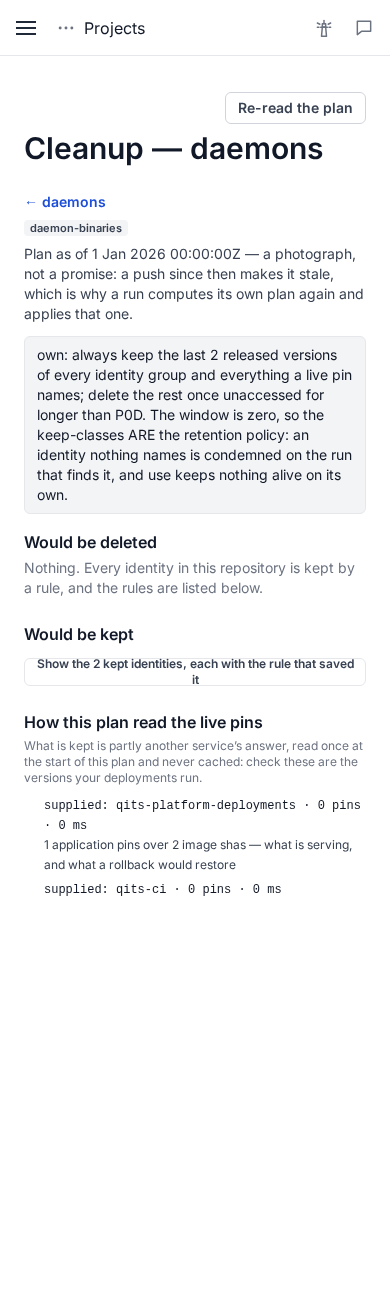 Projects
Re-read the plan
Cleanup — daemons
← daemons
daemon-binaries
Plan as of 1 Jan 2026 00:00:00Z — a photograph,
not a promise: a push since then makes it stale,
which is why a run computes its own plan again and
applies that one.
own: always keep the last 2 released versions
of every identity group and everything a live pin
names; delete the rest once unaccessed for
longer than P0D. The window is zero, so the
keep-classes ARE the retention policy: an
identity nothing names is condemned on the run
that finds it, and use keeps nothing alive on its
own.
Would be deleted
Nothing. Every identity in this repository is kept by
a rule, and the rules are listed below.
Would be kept
Show the 2 kept identities, each with the rule that saved
it
How this plan read the live pins
What is kept is partly another service’s answer, read once at
the start of this plan and never cached: check these are the
versions your deployments run.
supplied: qits-platform-deployments · 0 pins
· 0 ms
1 application pins over 2 image shas — what is serving,
and what a rollback would restore
supplied: qits-ci · 0 pins · 0 ms